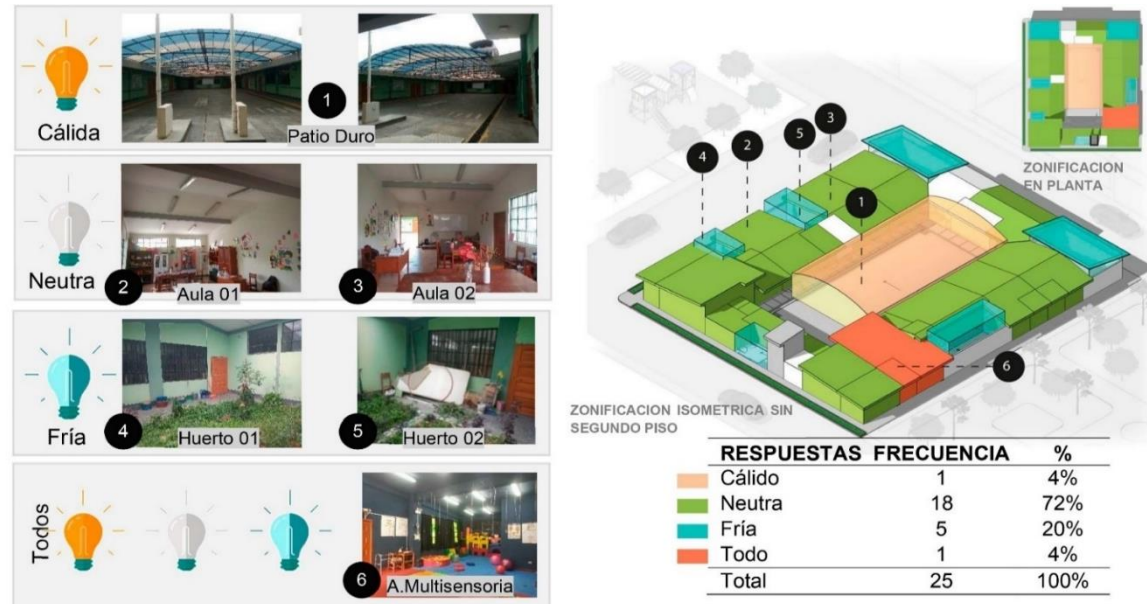 Cálida
1
Patio Duro
Neutra
2
Aula 01
3
Aula 02
Fría
4
Huerto 01
5
Huerto 02
Todos
6
A.Multisensoria
ZONIFICACION
EN PLANTA
4
2
5
3
1
6
ZONIFICACION ISOMETRICA SIN
SEGUNDO PISO
RESPUESTAS FRECUENCIA %
Cálido 1 4%
Neutra 18 72%
Fría 5 20%
Todo 1 4%
Total 25 100%